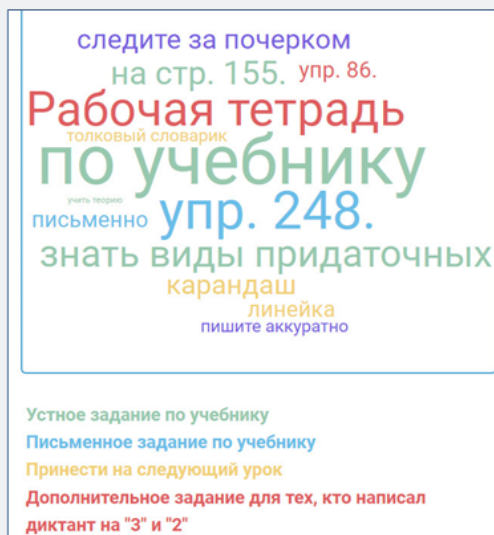 следите за почерком
на стр. 155. упр. 86.
Рабочая тетрадь
толковый словарик
по учебнику
учить теорию
письменно упр. 248.
знать виды придаточных
карандаш
линейка
пишите аккуратно
Устное задание по учебнику
Письменное задание по учебнику
Принести на следующий урок
Дополнительное задание для тех, кто написал
диктант на "3" и "2"